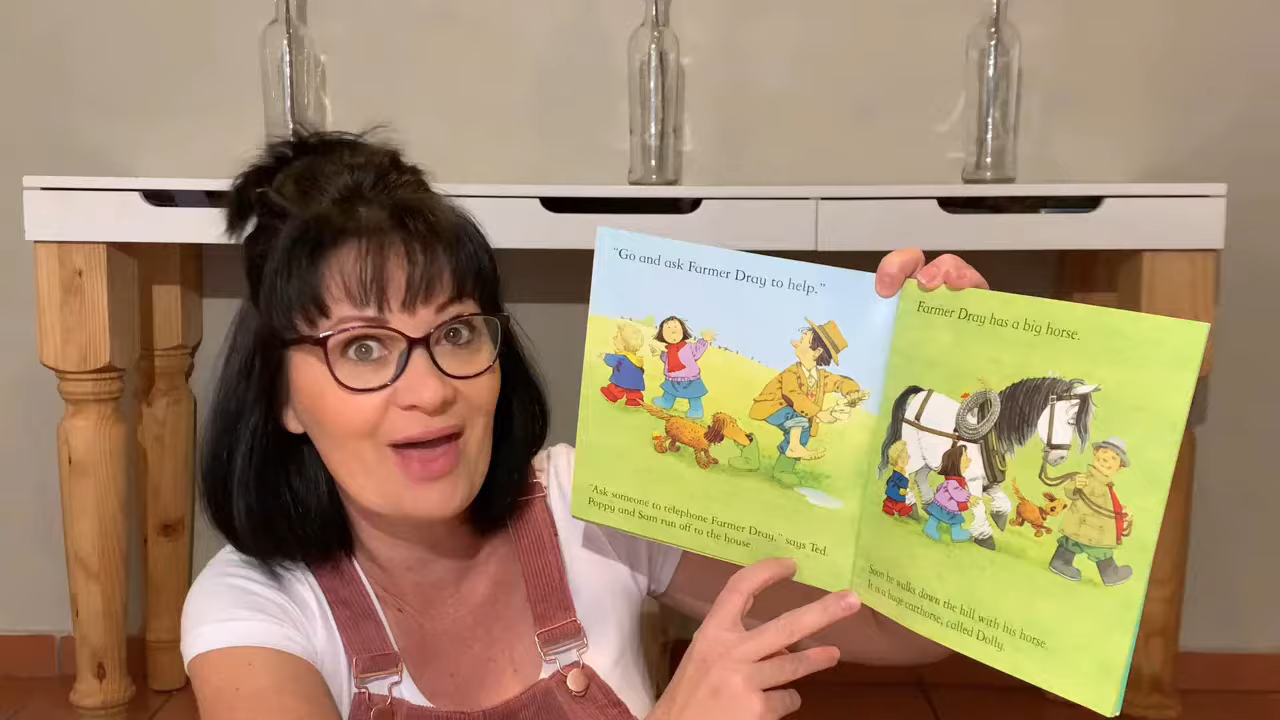 "Go and ask Farmer Dray to help."
"Ask someone to telephone Farmer Dray," says Ted.
Poppy and Sam run off to the house
Farmer Dray has a big horse.
Soon he walks down the hill with his horse.
It is a huge carthorse, called Dolly.